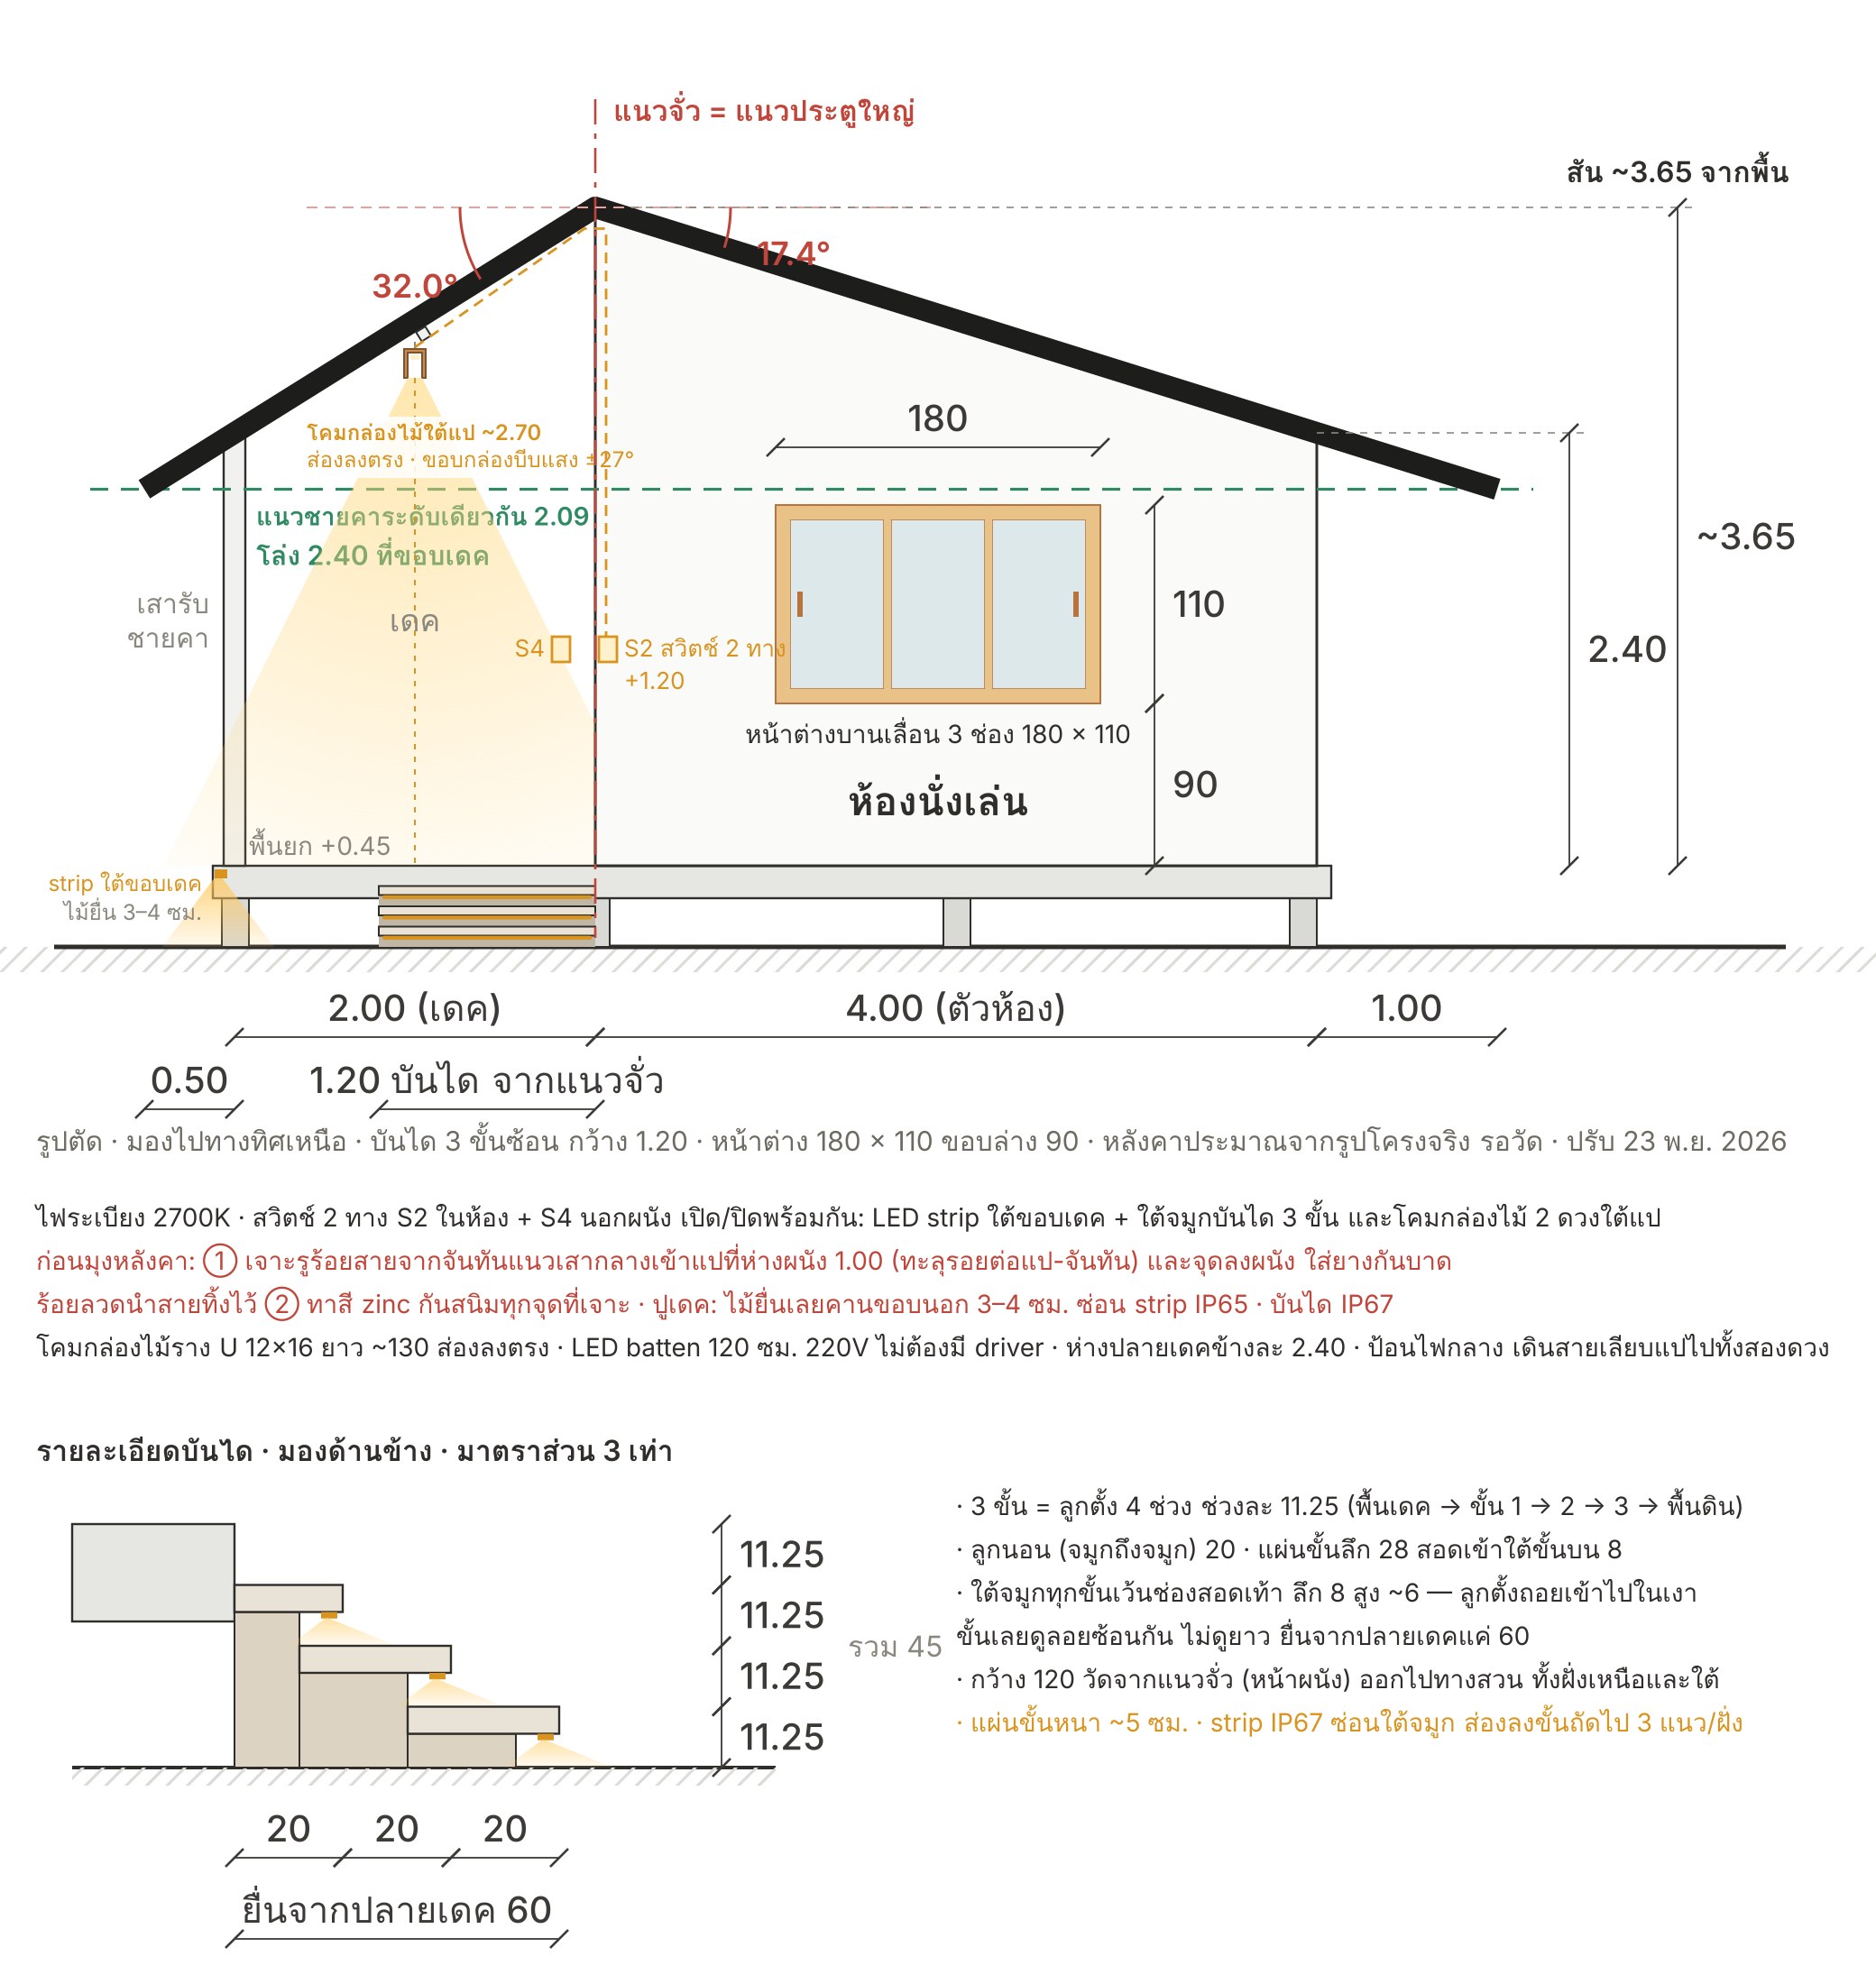 แนวจั่ว = แนวประตูใหญ่
สัน ~3.65 จากพื้น
32.0°
17.4°
180
โคมกล่องไม้ใต้แป ~2.70
ส่องลงตรง · ขอบกล่องบีบแสง ±27°
แนวชายคาระดับเดียวกัน 2.09
โล่ง 2.40 ที่ขอบเดค
~3.65
เสารับ
ชายคา
เดค
110
2.40
S4
S2 สวิตช์ 2 ทาง
+1.20
หน้าต่างบานเลื่อน 3 ช่อง 180 × 110
90
ห้องนั่งเล่น
พื้นยก +0.45
strip ใต้ขอบเดค
ไม้ยื่น 3–4 ซม.
2.00 (เดค)
4.00 (ตัวห้อง)
1.00
0.50
1.20 บันได จากแนวจั่ว
รูปตัด · มองไปทางทิศเหนือ · บันได 3 ขั้นซ้อน กว้าง 1.20 · หน้าต่าง 180 × 110 ขอบล่าง 90 · หลังคาประมาณจากรูปโครงจริง รอวัด · ปรับ 23 พ.ย. 2026
ไฟระเบียง 2700K · สวิตช์ 2 ทาง S2 ในห้อง + S4 นอกผนัง เปิด/ปิดพร้อมกัน: LED strip ใต้ขอบเดค + ใต้จมูกบันได 3 ขั้น และโคมกล่องไม้ 2 ดวงใต้แป
ก่อนมุงหลังคา: ① เจาะรูร้อยสายจากจันทันแนวเสากลางเข้าแปที่ห่างผนัง 1.00 (ทะลุรอยต่อแป-จันทัน) และจุดลงผนัง ใส่ยางกันบาด
ร้อยลวดนำสายทิ้งไว้ ② ทาสี zinc กันสนิมทุกจุดที่เจาะ · ปูเดค: ไม้ยื่นเลยคานขอบนอก 3–4 ซม. ซ่อน strip IP65 · บันได IP67
โคมกล่องไม้ราง U 12×16 ยาว ~130 ส่องลงตรง · LED batten 120 ซม. 220V ไม่ต้องมี driver · ห่างปลายเดคข้างละ 2.40 · ป้อนไฟกลาง เดินสายเลียบแปไปทั้งสองดวง
รายละเอียดบันได · มองด้านข้าง · มาตราส่วน 3 เท่า
11.25
11.25
11.25
11.25
รวม 45
· 3 ขั้น = ลูกตั้ง 4 ช่วง ช่วงละ 11.25 (พื้นเดค → ขั้น 1 → 2 → 3 → พื้นดิน)
· ลูกนอน (จมูกถึงจมูก) 20 · แผ่นขั้นลึก 28 สอดเข้าใต้ขั้นบน 8
· ใต้จมูกทุกขั้นเว้นช่องสอดเท้า ลึก 8 สูง ~6 — ลูกตั้งถอยเข้าไปในเงา
ขั้นเลยดูลอยซ้อนกัน ไม่ดูยาว ยื่นจากปลายเดคแค่ 60
· กว้าง 120 วัดจากแนวจั่ว (หน้าผนัง) ออกไปทางสวน ทั้งฝั่งเหนือและใต้
· แผ่นขั้นหนา ~5 ซม. · strip IP67 ซ่อนใต้จมูก ส่องลงขั้นถัดไป 3 แนว/ฝั่ง
20
20
20
ยื่นจากปลายเดค 60